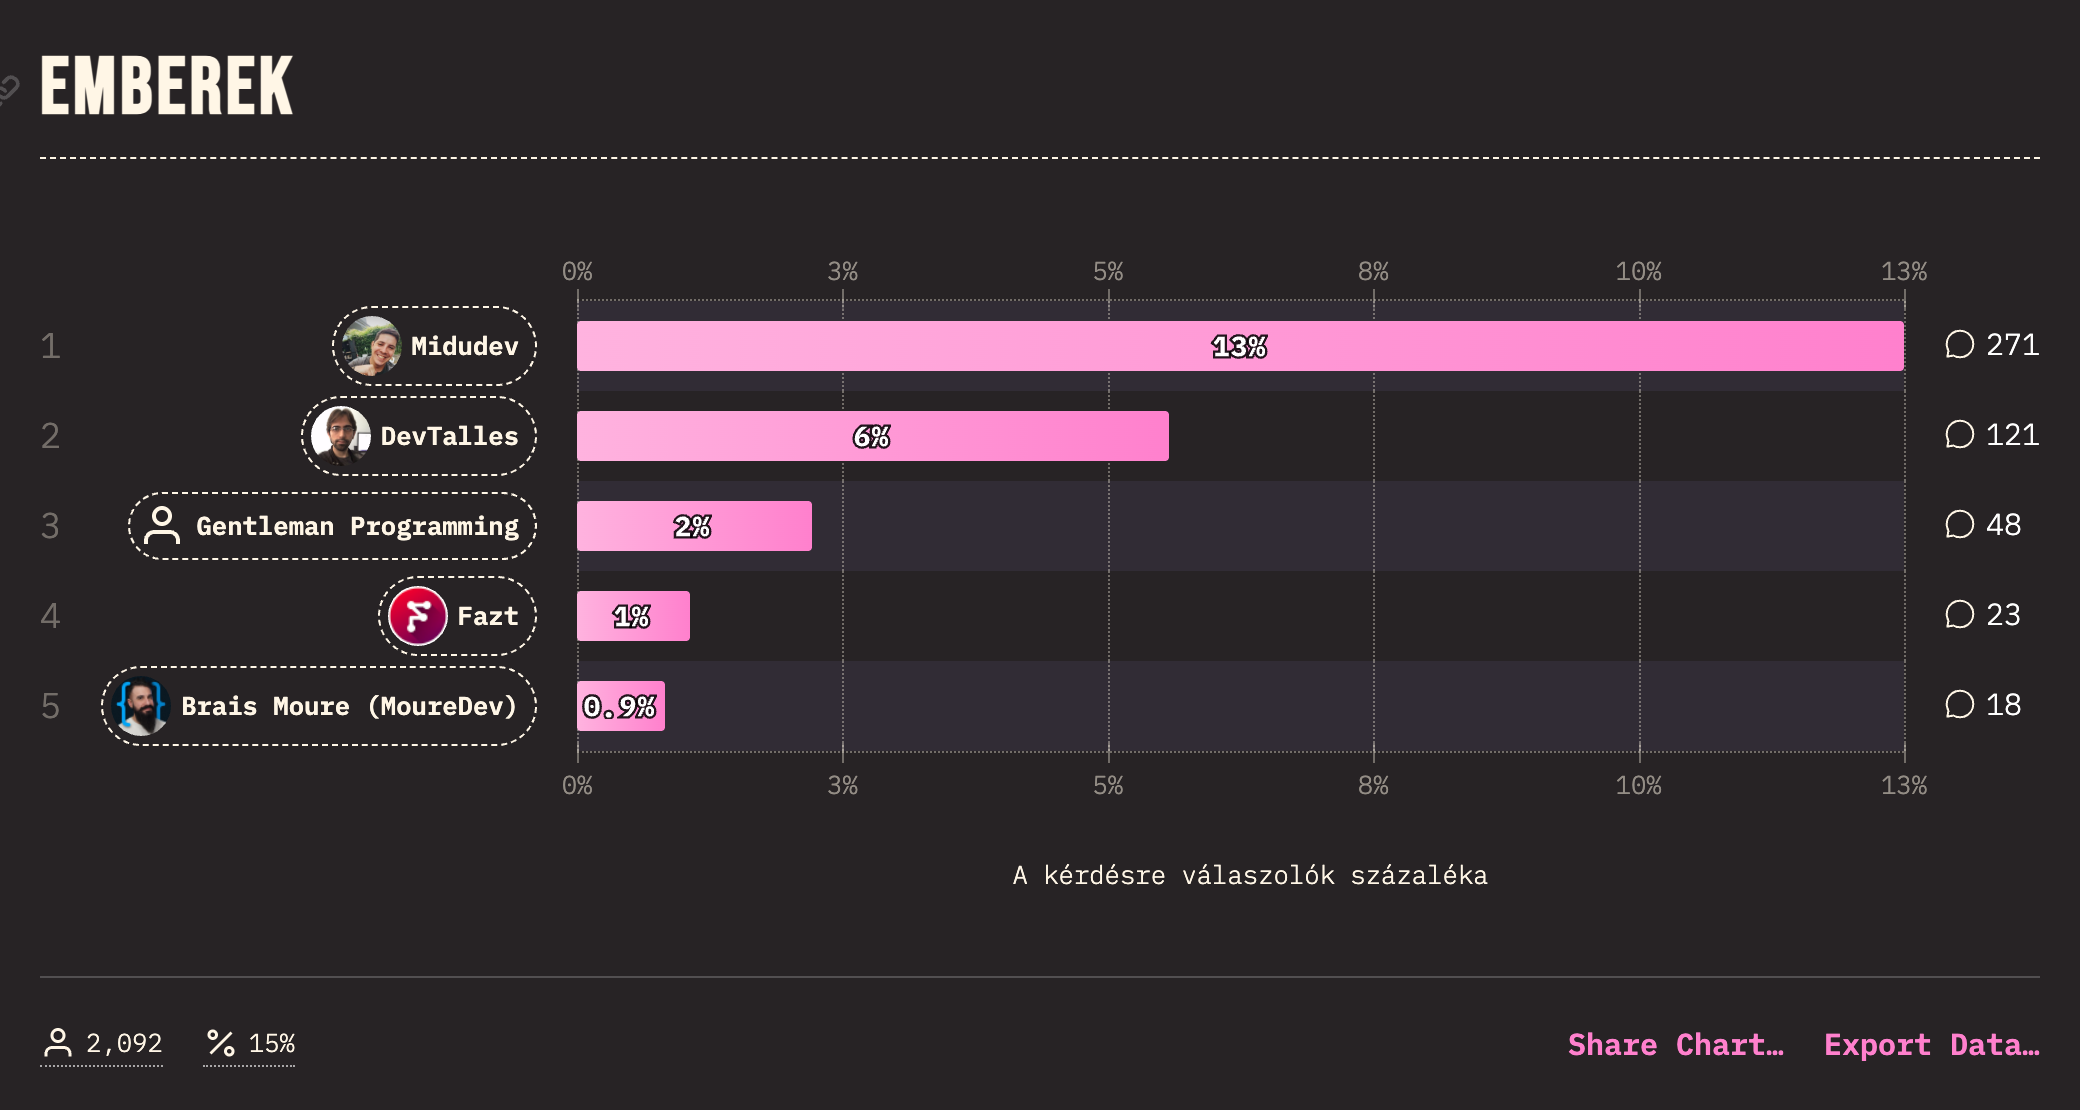 EMBEREK
0% 3% 5% 8% 10% 13%
1 Midudev 13% 271
2 DevTalles 6% 121
3 Gentleman Programming 2% 48
4 Fazt 1% 23
5 Brais Moure (MoureDev) 0.9% 18
0% 3% 5% 8% 10% 13%
A kérdésre válaszolók százaléka
2,092 15% Share Chart… Export Data…